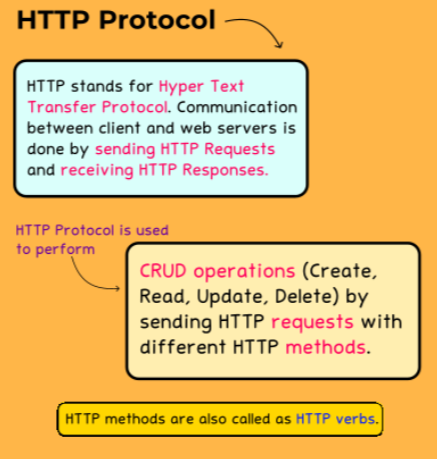 HTTP Protocol
HTTP stands for Hyper Text
Transfer Protocol. Communication
between client and web servers is
done by sending HTTP Requests
and receiving HTTP Responses.
HTTP Protocol is used
to perform
CRUD operations (Create,
Read, Update, Delete) by
sending HTTP requests with
different HTTP methods.
HTTP methods are also called as HTTP verbs.